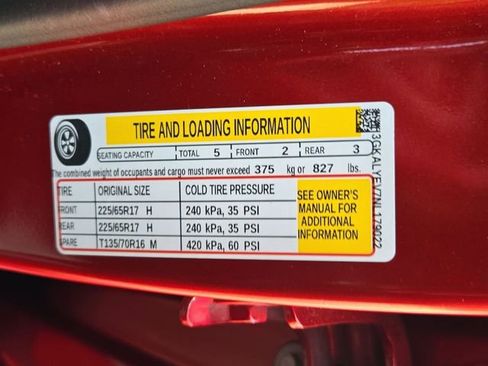 TIRE AND LOADING INFORMATION
SEATING CAPACITY TOTAL 5 FRONT 2 REAR 3
The combined weight of occupants and cargo must never exceed 375 kg or 827 lbs.
TIRE ORIGINAL SIZE COLD TIRE PRESSURE
FRONT 225/65R17 H 240 kPa, 35 PSI
REAR 225/65R17 H 240 kPa, 35 PSI
SPARE T135/70R16 M 420 kPa, 60 PSI
SEE OWNER'S
MANUAL FOR
ADDITIONAL
INFORMATION
3GKALYEV7NL179022